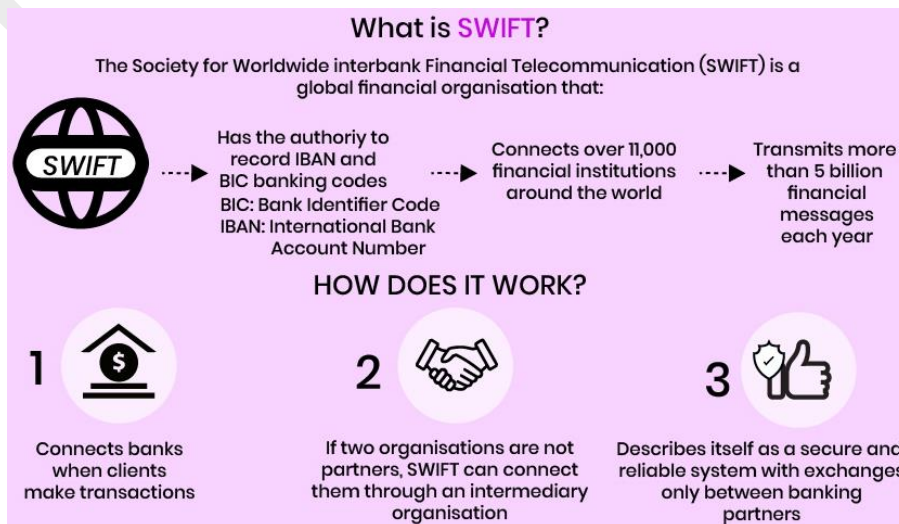 What is SWIFT?
The Society for Worldwide interbank Financial Telecommunication (SWIFT) is a
global financial organisation that:
SWIFT
Has the authoriy to
record IBAN and
BIC banking codes
BIC: Bank Identifier Code
IBAN: International Bank
Account Number
Connects over 11,000
financial institutions
around the world
Transmits more
than 5 billion
financial
messages
each year
HOW DOES IT WORK?
1
$
Connects banks
when clients
make transactions
2
If two organisations are not
partners, SWIFT can connect
them through an intermediary
organisation
3
Describes itself as a secure and
reliable system with exchanges
only between banking
partners